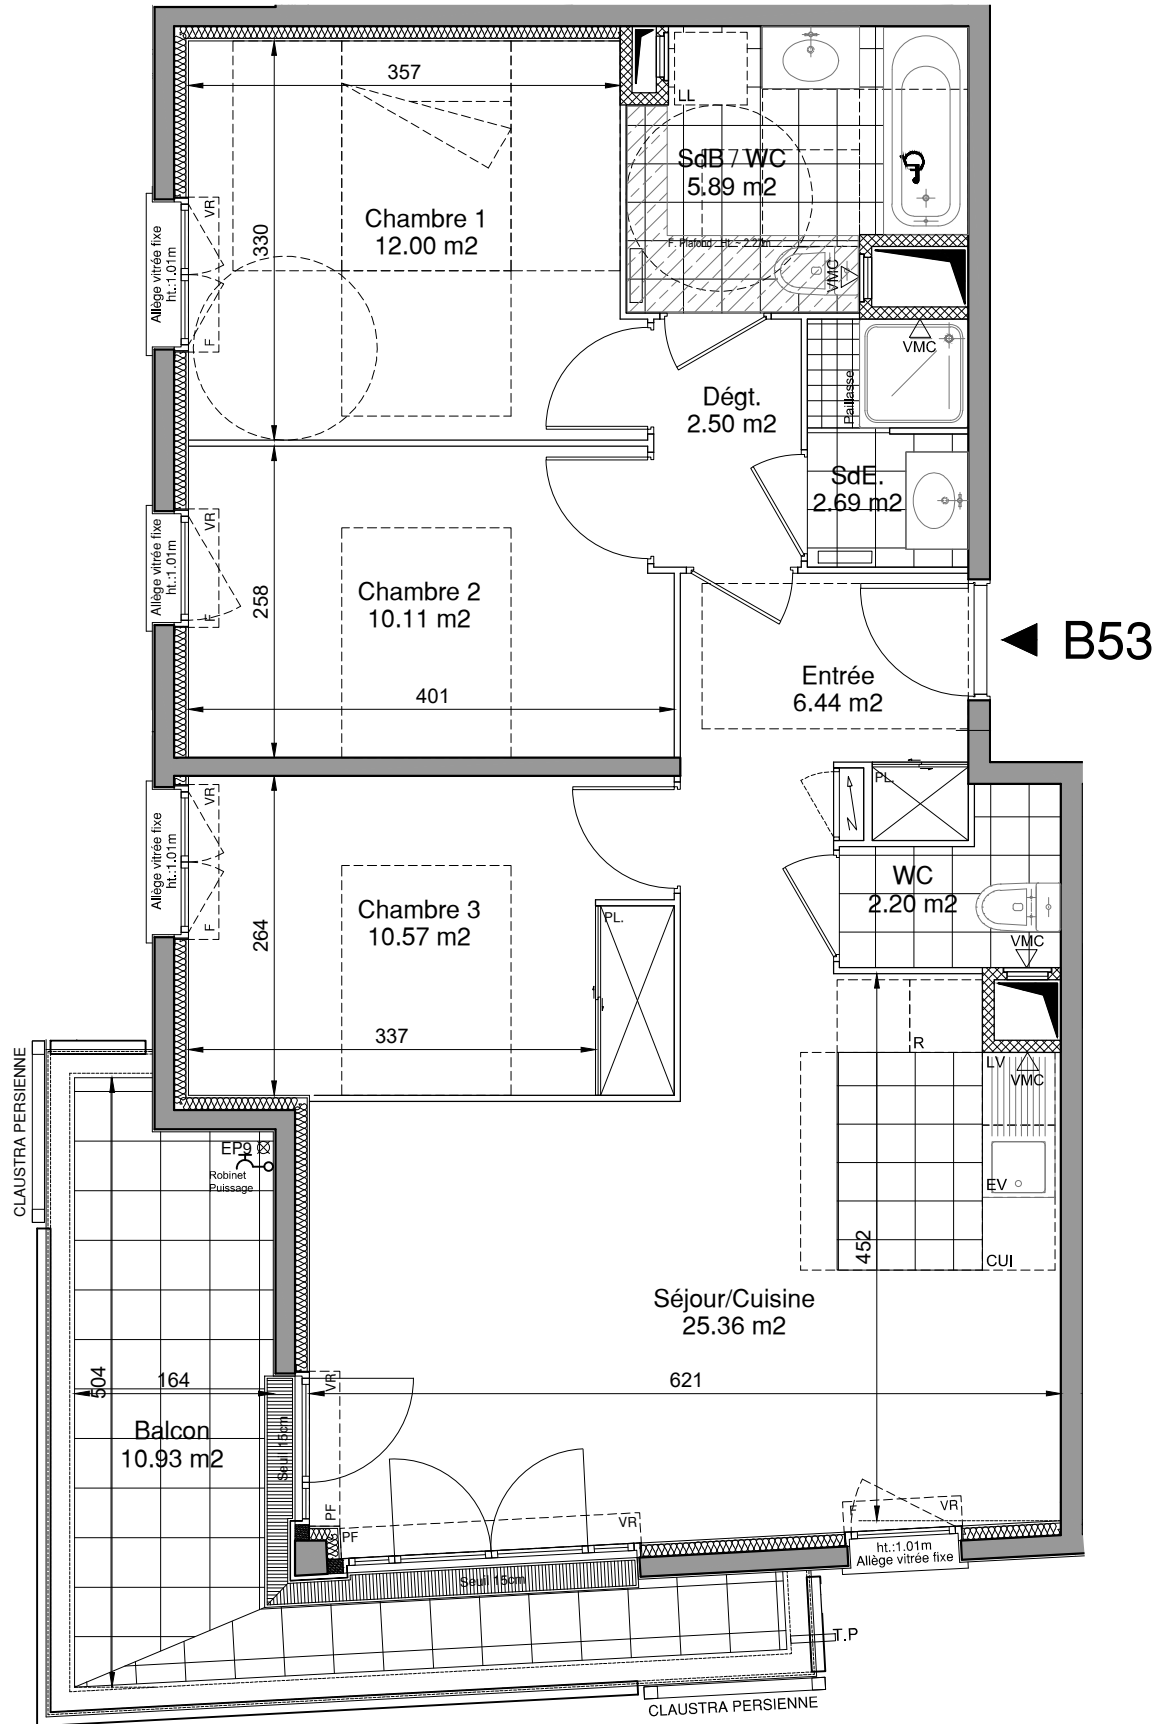 357
LL
SdB / WC
5.89 m2
Chambre 1
12.00 m2
330
VR
F
Allège vitrée fixe
ht.:1.01m
F. Plafond Ht.
VMC
VMC
Paillasse
Dégt.
2.50 m2
SdE.
2.69 m2
VR
F
Allège vitrée fixe
ht.:1.01m
Chambre 2
10.11 m2
258
401
B53
Entrée
6.44 m2
PL.
VR
F
Allège vitrée fixe
ht.:1.01m
WC
2.20 m2
VMC
Chambre 3
10.57 m2
PL.
264
337
R
LV
VMC
EV
CUI
452
CLAUSTRA PERSIENNE
EP9
Robinet
Puissage
Séjour/Cuisine
25.36 m2
504
164
621
VR
Balcon
10.93 m2
Seuil 15cm
PF
PF
VR
F
VR
ht.:1.01m
Allège vitrée fixe
Seuil 15cm
T.P
CLAUSTRA PERSIENNE